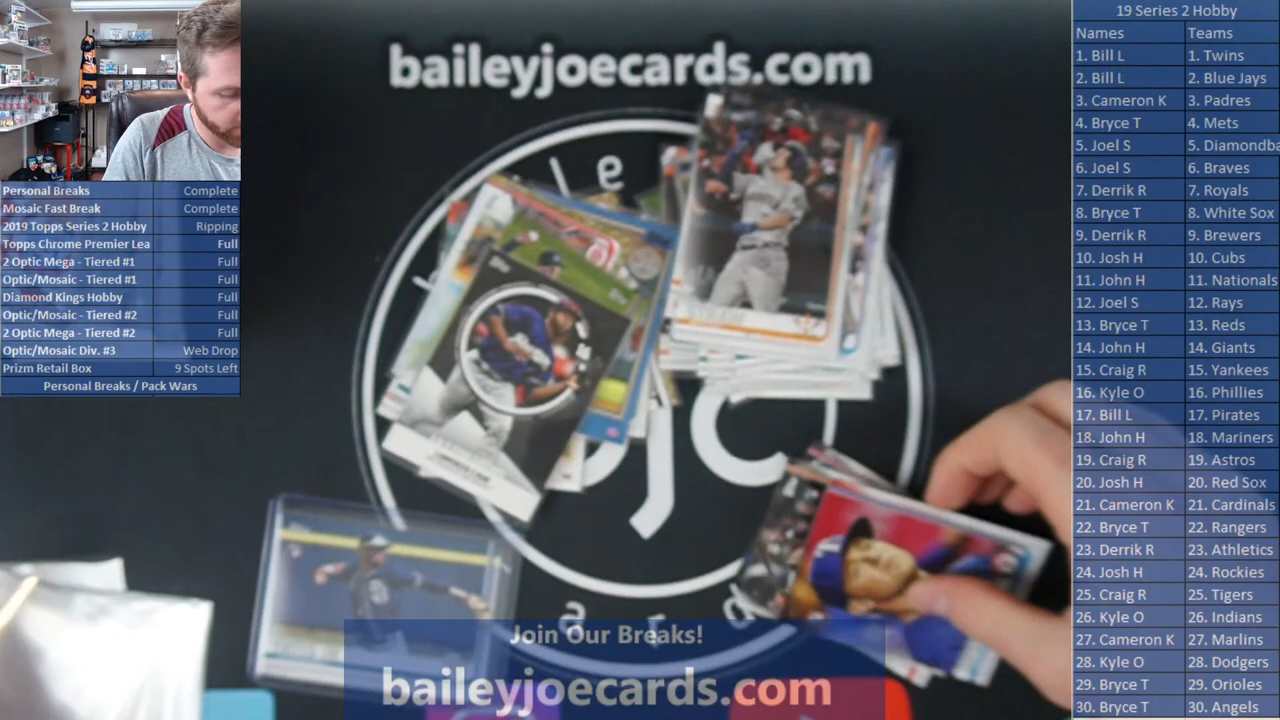 baileyjoecards.com
Personal Breaks Complete
Mosaic Fast Break Complete
2019 Topps Series 2 Hobby Ripping
Topps Chrome Premier Lea Full
2 Optic Mega - Tiered #1 Full
Optic/Mosaic - Tiered #1 Full
Diamond Kings Hobby Full
Optic/Mosaic - Tiered #2 Full
2 Optic Mega - Tiered #2 Full
Optic/Mosaic Div. #3 Web Drop
Prizm Retail Box 9 Spots Left
Personal Breaks / Pack Wars
19 Series 2 Hobby
Names Teams
1. Bill L 1. Twins
2. Bill L 2. Blue Jays
3. Cameron K 3. Padres
4. Bryce T 4. Mets
5. Joel S 5. Diamondba
6. Joel S 6. Braves
7. Derrik R 7. Royals
8. Bryce T 8. White Sox
9. Derrik R 9. Brewers
10. Josh H 10. Cubs
11. John H 11. Nationals
12. Joel S 12. Rays
13. Bryce T 13. Reds
14. John H 14. Giants
15. Craig R 15. Yankees
16. Kyle O 16. Phillies
17. Bill L 17. Pirates
18. John H 18. Mariners
19. Craig R 19. Astros
20. Josh H 20. Red Sox
21. Cameron K 21. Cardinals
22. Bryce T 22. Rangers
23. Derrik R 23. Athletics
24. Josh H 24. Rockies
25. Craig R 25. Tigers
26. Kyle O 26. Indians
27. Cameron K 27. Marlins
28. Kyle O 28. Dodgers
29. Bryce T 29. Orioles
30. Bryce T 30. Angels
l e
jc
a r d
Join Our Breaks!
baileyjoecards.com